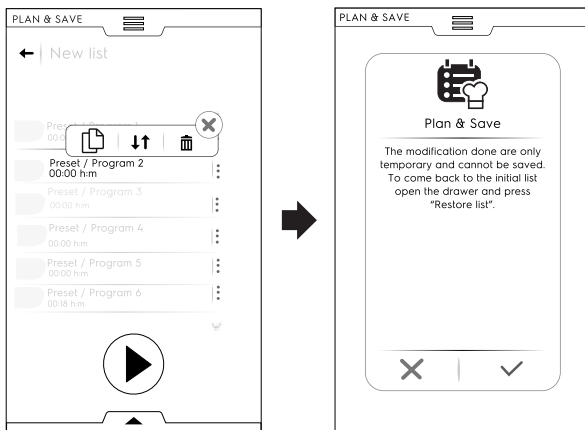 PLAN & SAVE
New list
Preset / Program 2
00:00 h:m
Preset / Program 3
00:00 h:m
Preset / Program 4
00:00 h:m
Preset / Program 5
00:00 h:m
Preset / Program 6
00:18 h:m
PLAN & SAVE
Plan & Save
The modification done are only
temporary and cannot be saved.
To come back to the initial list
open the drawer and press
“Restore list”.